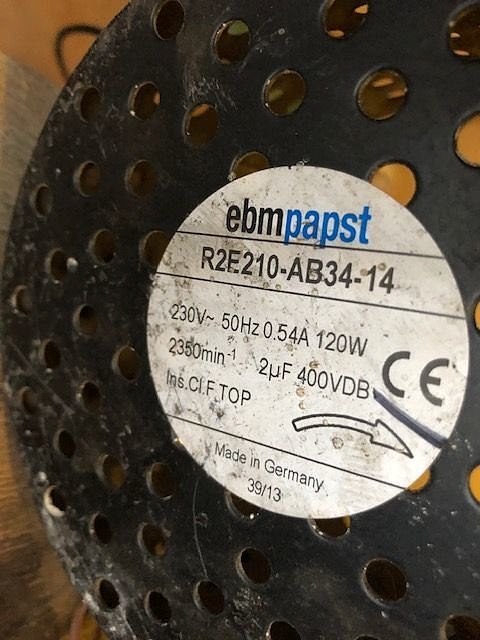 ebmpapst
R2E210-AB34-14
230V~ 50Hz 0.54A 120W
2350min⁻¹ 2µF 400VDB
Ins.Cl.F TOP
CE
Made in Germany
39/13